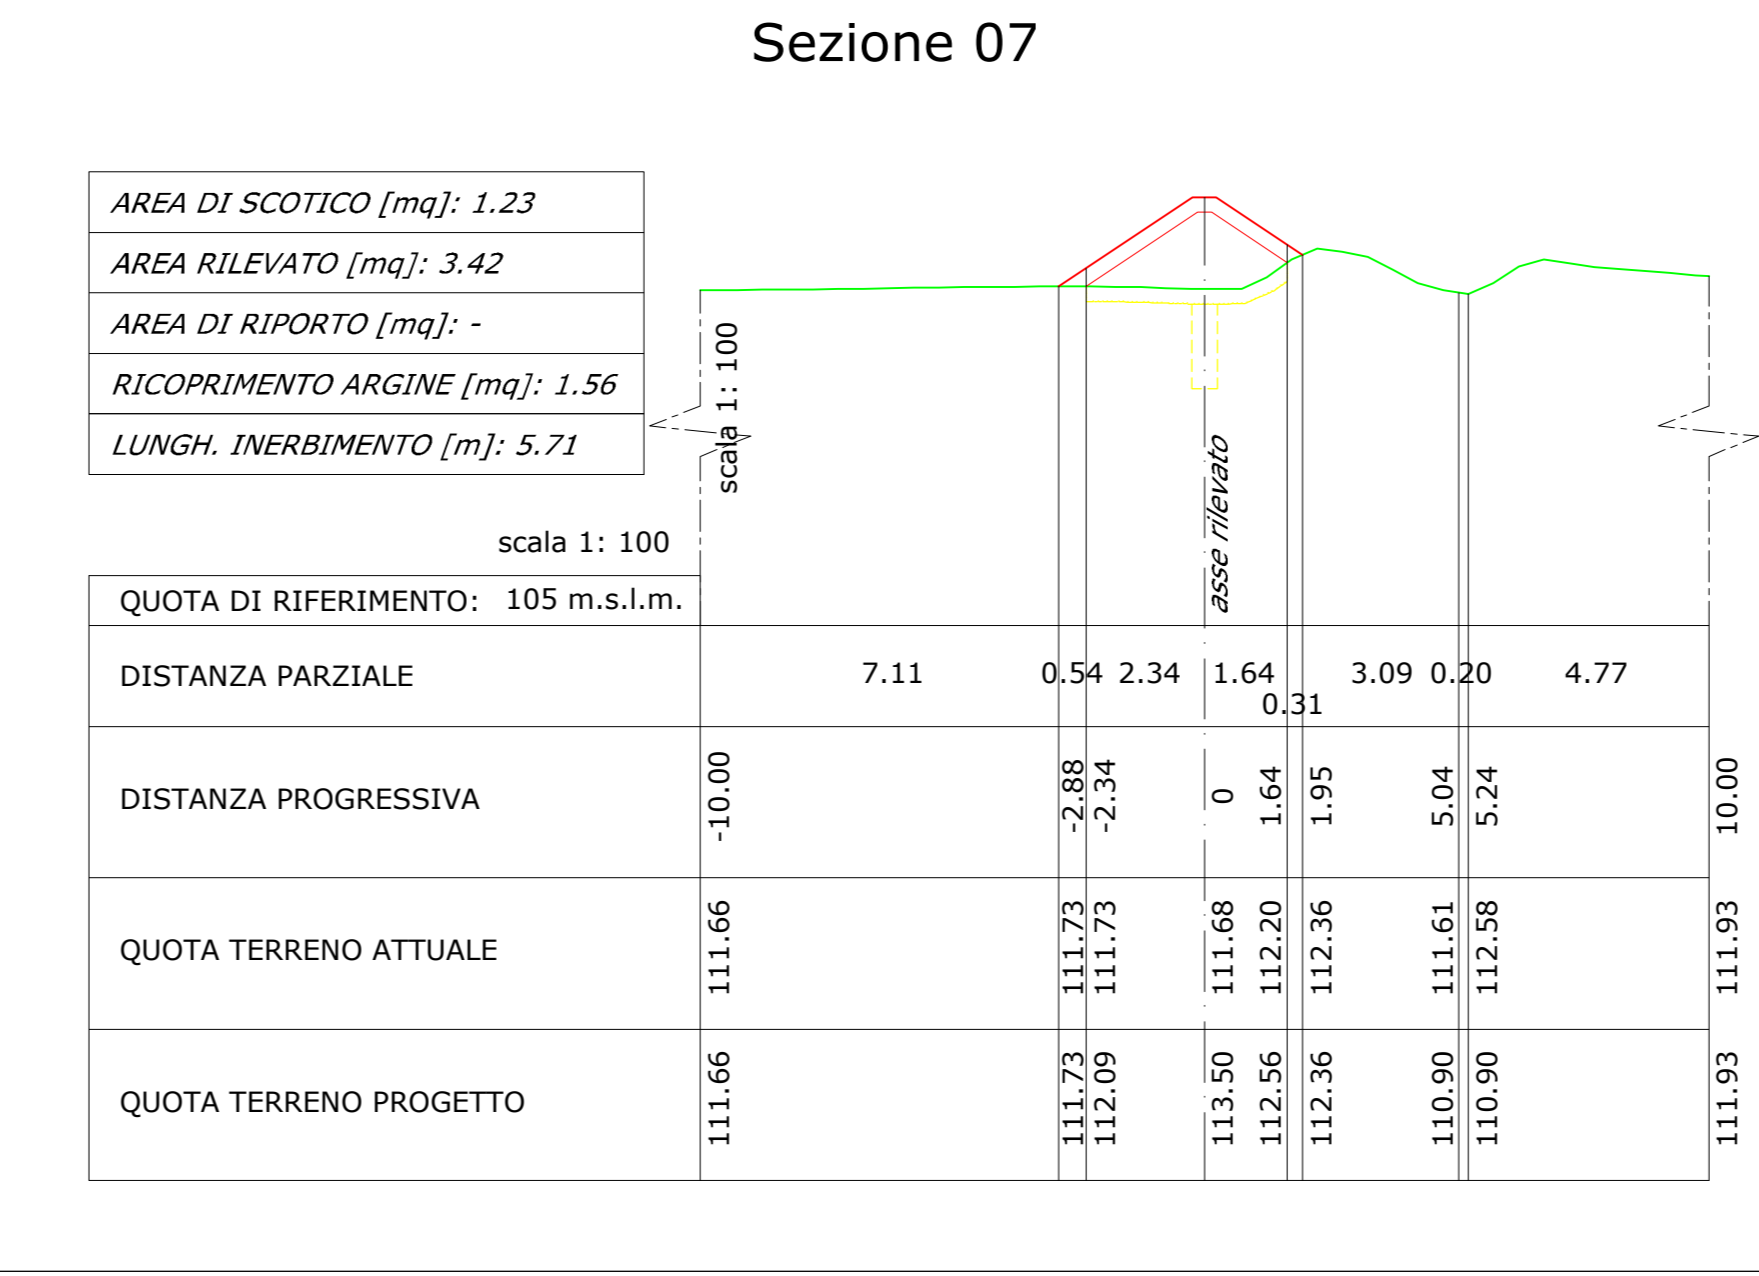 Sezione 07
AREA DI SCOTICO [mq]: 1.23
AREA RILEVATO [mq]: 3.42
AREA DI RIPORTO [mq]: -
RICOPRIMENTO ARGINE [mq]: 1.56
LUNGH. INERBIMENTO [m]: 5.71
scala 1: 100
scala 1: 100
asse rilevato
QUOTA DI RIFERIMENTO: 105 m.s.l.m.
DISTANZA PARZIALE 7.11 0.54 2.34 1.64 3.09 0.20 4.77
0.31
DISTANZA PROGRESSIVA -10.00 -2.88 -2.34 0 1.64 1.95 5.04 5.24 10.00
QUOTA TERRENO ATTUALE 111.66 111.73 111.73 111.68 112.20 112.36 111.61 112.58 111.93
QUOTA TERRENO PROGETTO 111.66 111.73 112.09 113.50 112.56 112.36 110.90 110.90 111.93